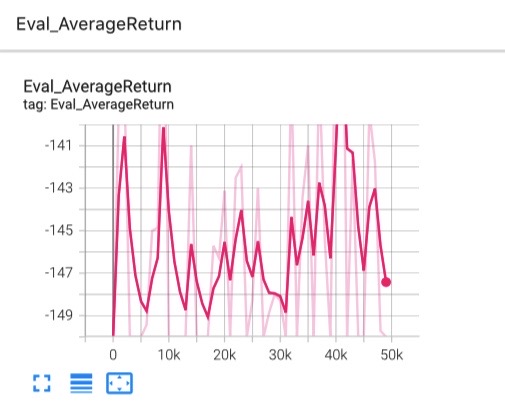 Eval_AverageReturn
Eval_AverageReturn
tag: Eval_AverageReturn
-141
-143
-145
-147
-149
0 10k 20k 30k 40k 50k